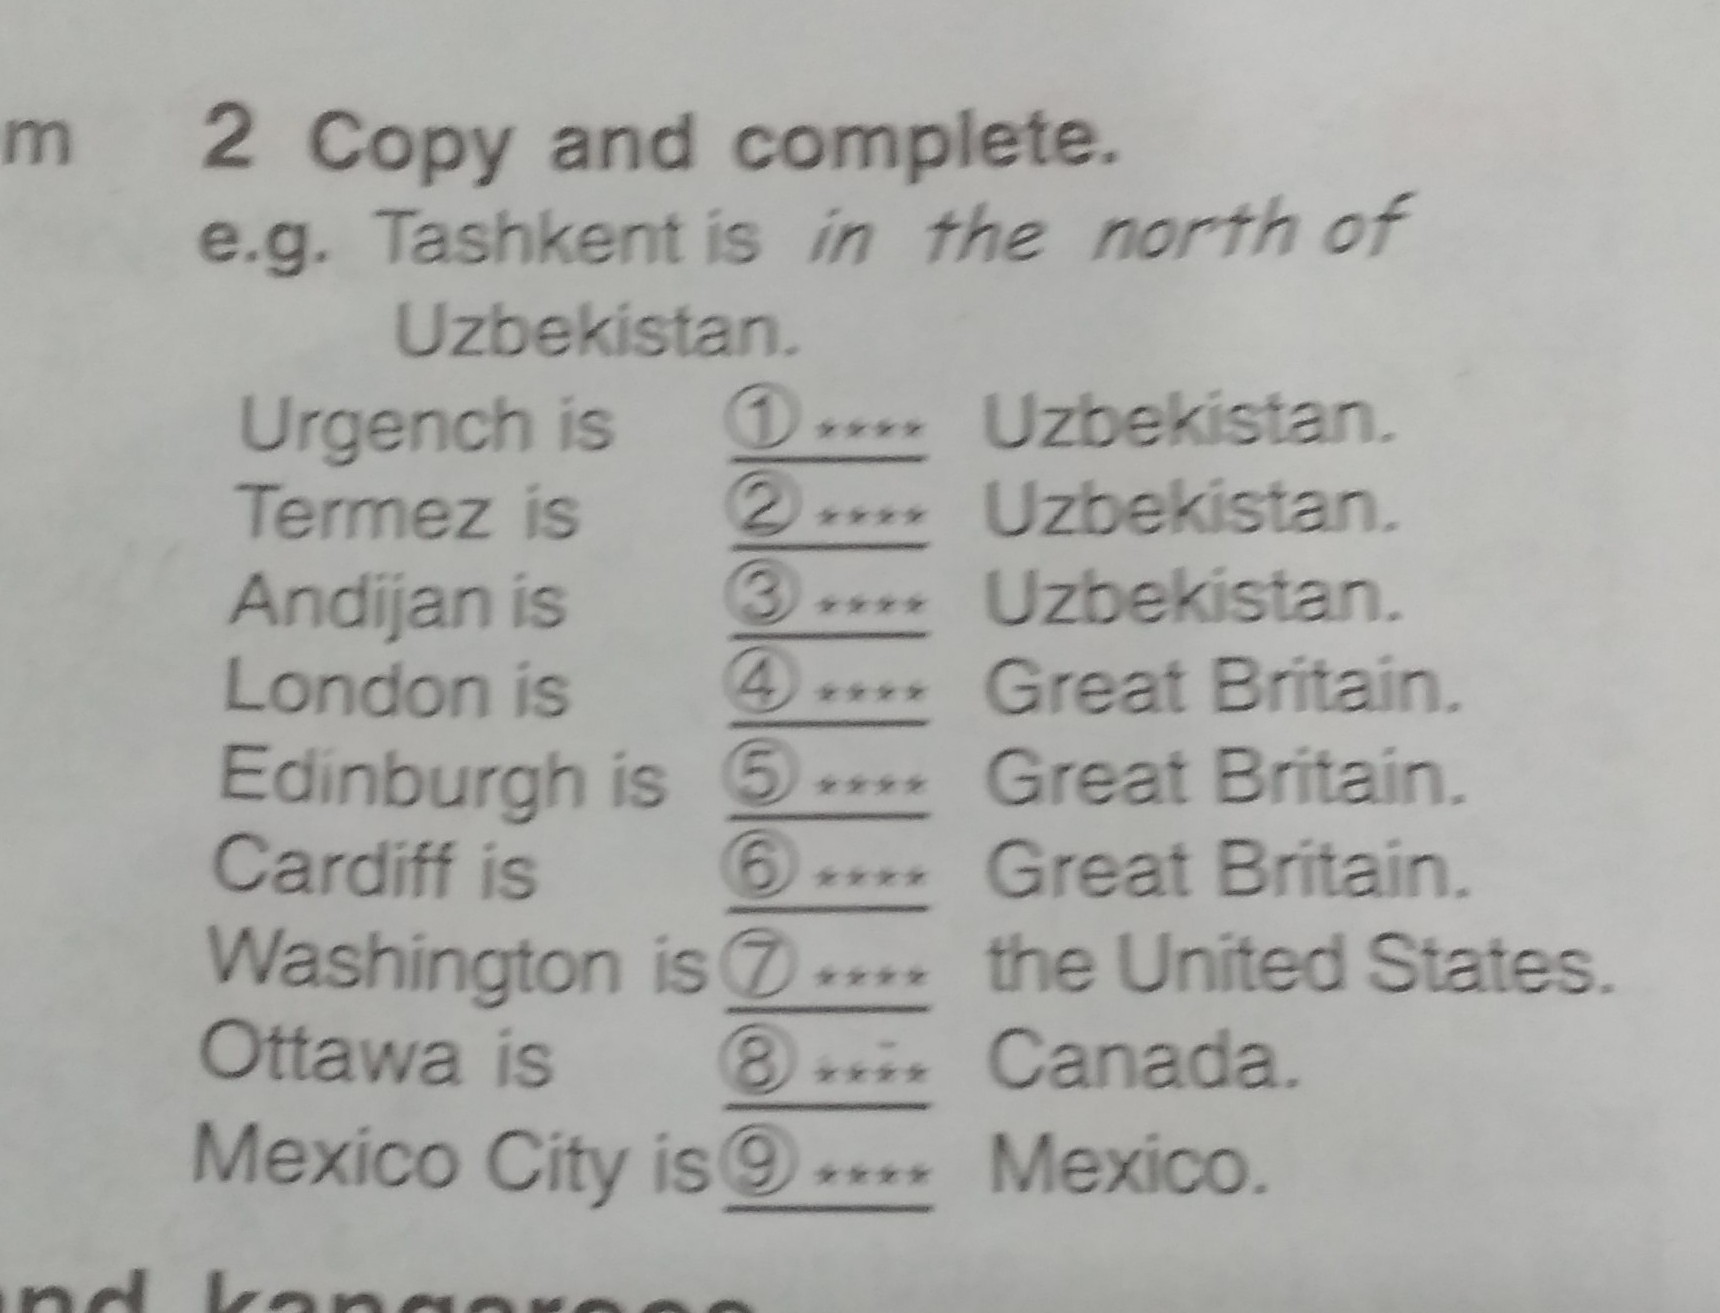 m
2 Copy and complete.
e.g. Tashkent is in the north of
Uzbekistan.
Urgench is ① **** Uzbekistan.
Termez is ② **** Uzbekistan.
Andijan is ③ **** Uzbekistan.
London is ④ **** Great Britain.
Edinburgh is ⑤ **** Great Britain.
Cardiff is ⑥ **** Great Britain.
Washington is ⑦ **** the United States.
Ottawa is ⑧ **** Canada.
Mexico City is ⑨ **** Mexico.
nd kangaroos